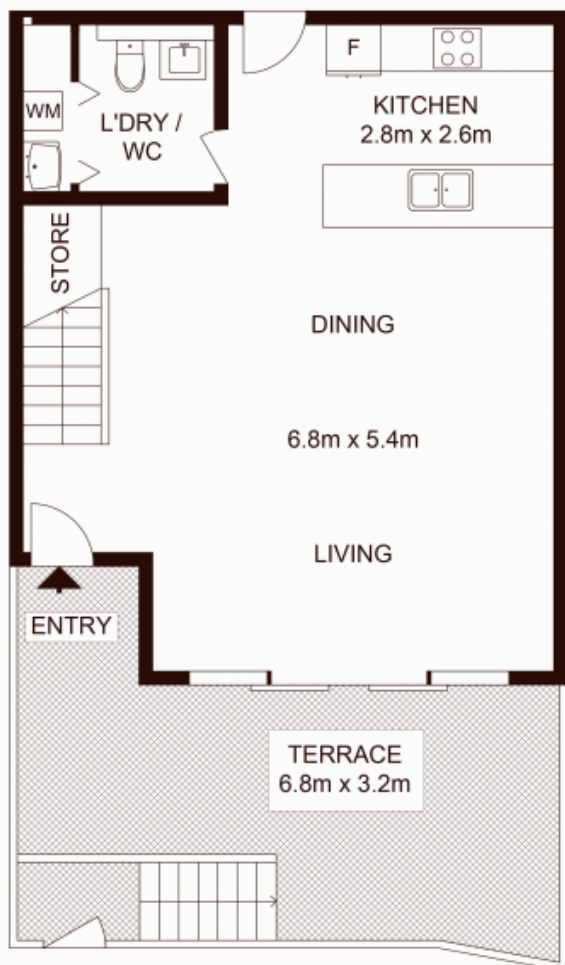 F
KITCHEN
2.8m x 2.6m
WM
L'DRY /
WC
STORE
DINING
6.8m x 5.4m
LIVING
ENTRY
TERRACE
6.8m x 3.2m